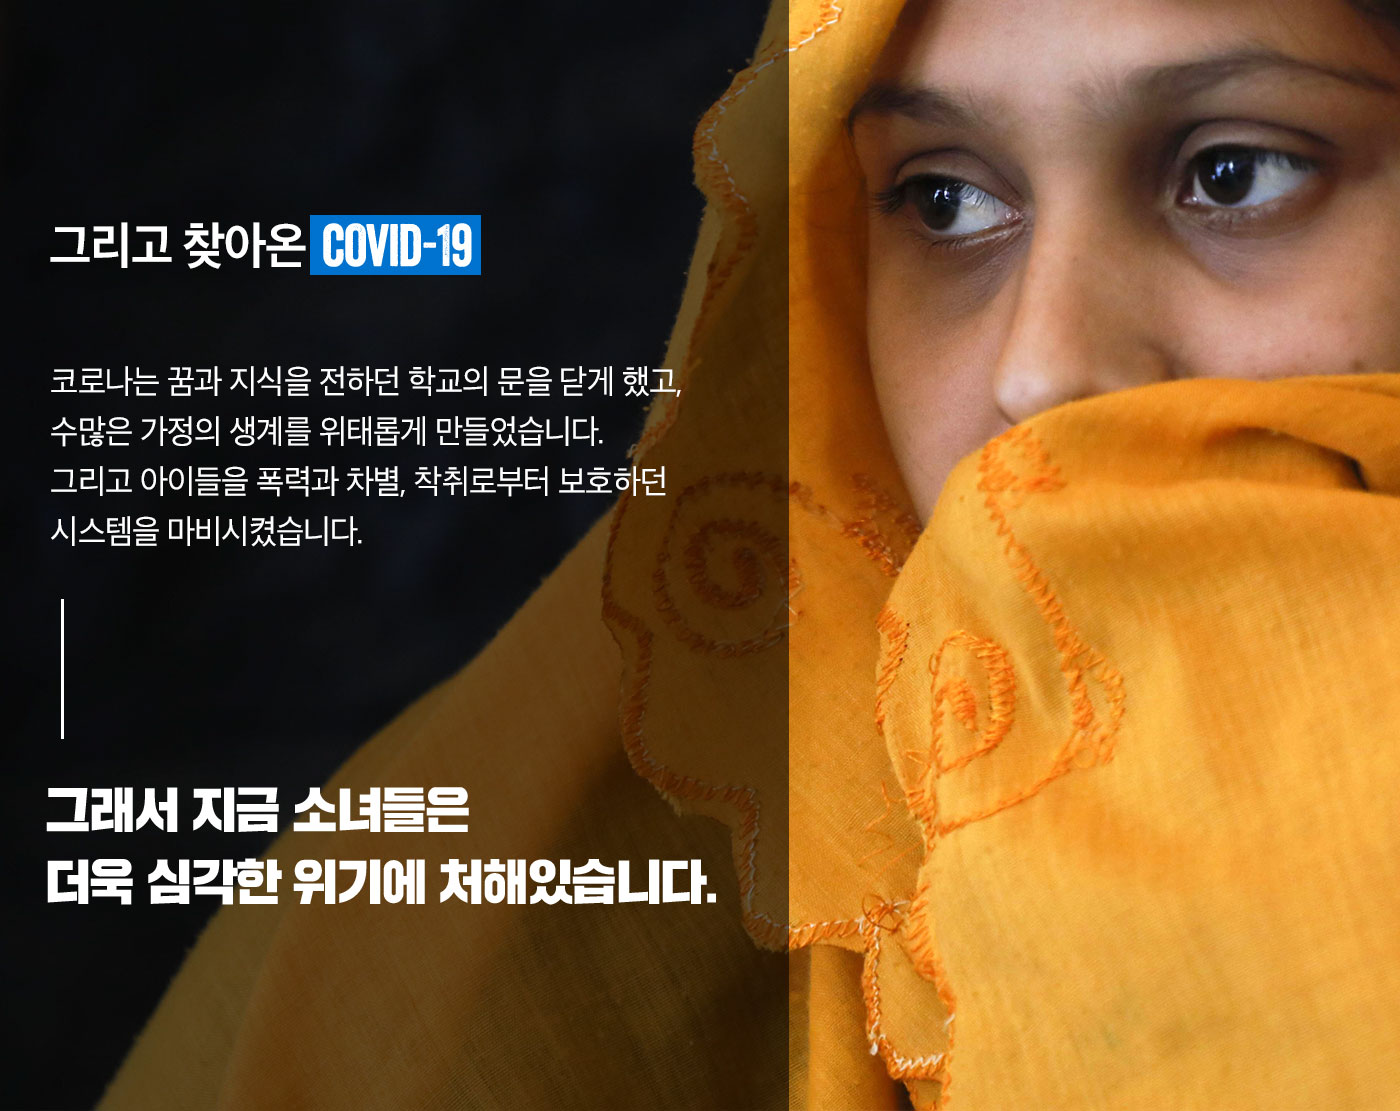 그리고 찾아온 COVID-19
코로나는 꿈과 지식을 전하던 학교의 문을 닫게 했고,
수많은 가정의 생계를 위태롭게 만들었습니다.
그리고 아이들을 폭력과 차별, 착취로부터 보호하던
시스템을 마비시켰습니다.
그래서 지금 소녀들은
더욱 심각한 위기에 처해있습니다.